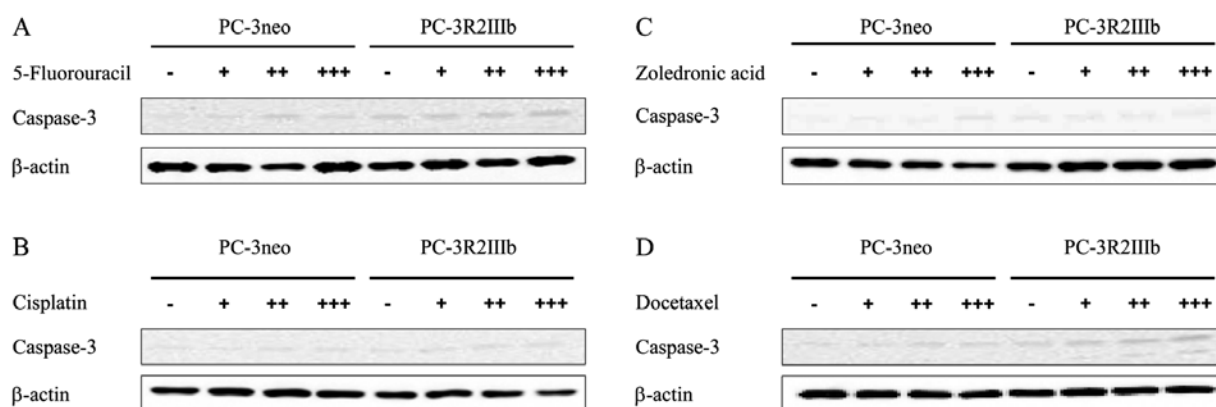 A
PC-3neo PC-3R2IIIb
5-Fluorouracil - + ++ +++ - + ++ +++
Caspase-3
β-actin
B
PC-3neo PC-3R2IIIb
Cisplatin - + ++ +++ - + ++ +++
Caspase-3
β-actin
C
PC-3neo PC-3R2IIIb
Zoledronic acid - + ++ +++ - + ++ +++
Caspase-3
β-actin
D
PC-3neo PC-3R2IIIb
Docetaxel - + ++ +++ - + ++ +++
Caspase-3
β-actin